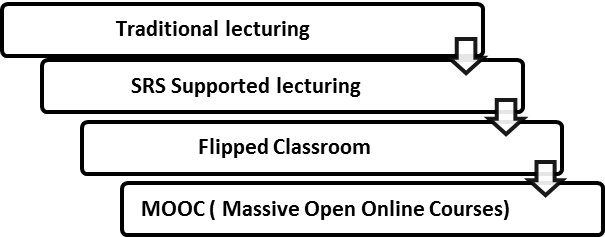 Traditional lecturing
SRS Supported lecturing
Flipped Classroom
MOOC ( Massive Open Online Courses)